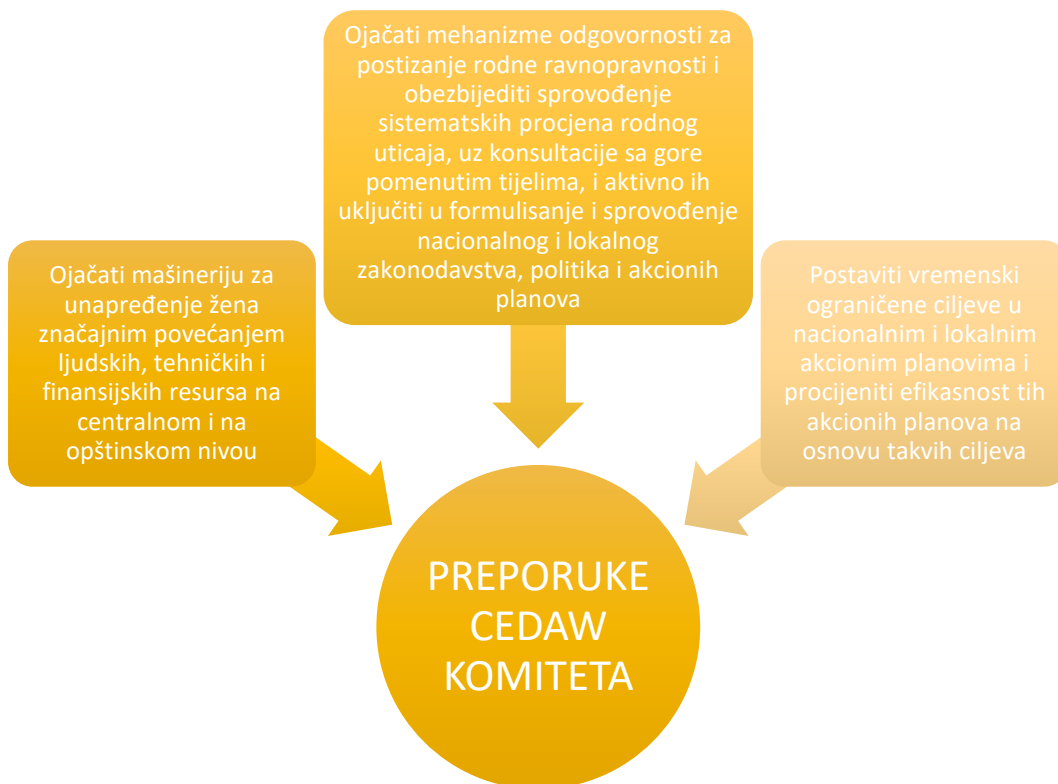 Ojačati mašineriju za
unapređenje žena
značajnim povećanjem
ljudskih, tehničkih i
finansijskih resursa na
centralnom i na
opštinskom nivou
Ojačati mehanizme odgovornosti za
postizanje rodne ravnopravnosti i
obezbijediti sprovođenje
sistematskih procjena rodnog
uticaja, uz konsultacije sa gore
pomenutim tijelima, i aktivno ih
uključiti u formulisanje i sprovođenje
nacionalnog i lokalnog
zakonodavstva, politika i akcionih
planova
Postaviti vremenski
ograničene ciljeve u
nacionalnim i lokalnim
akcionim planovima i
procijeniti efikasnost tih
akcionih planova na
osnovu takvih ciljeva
PREPORUKE
CEDAW
KOMITETA